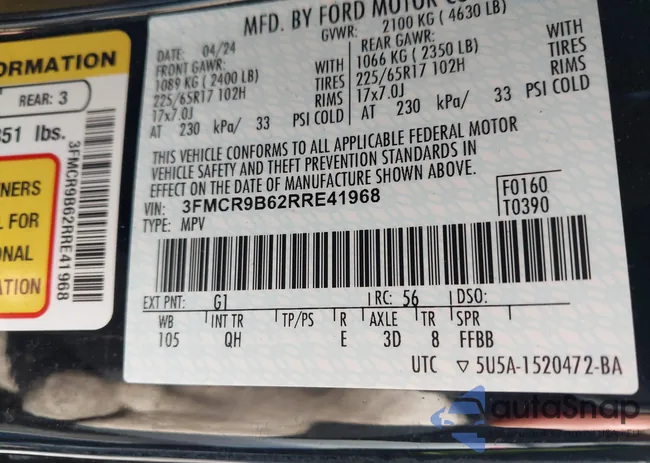 ORMATION
REAR: 3
351 lbs.
NERS
L FOR
ONAL
ATION
3FMCR9B62RRE41968
MFD. BY FORD MOTOR CO
DATE: 04/24 GVWR: 2100 KG ( 4630 LB)
FRONT GAWR: REAR GAWR:
1089 KG ( 2400 LB) WITH 1066 KG ( 2350 LB) WITH
225/65R17 102H TIRES 225/65R17 102H TIRES
17x7.0J RIMS 17x7.0J RIMS
AT 230 kPa/ 33 PSI COLD AT 230 kPa/ 33 PSI COLD
THIS VEHICLE CONFORMS TO ALL APPLICABLE FEDERAL MOTOR
VEHICLE SAFETY AND THEFT PREVENTION STANDARDS IN
EFFECT ON THE DATE OF MANUFACTURE SHOWN ABOVE.
VIN: 3FMCR9B62RRE41968 F0160
TYPE: MPV T0390
EXT PNT: G1 RC: 56 DSO:
WB INT TR TP/PS R AXLE TR SPR
105 QH E 3D 8 FFBB
UTC ▽ 5U5A-1520472-BA
autoSnap